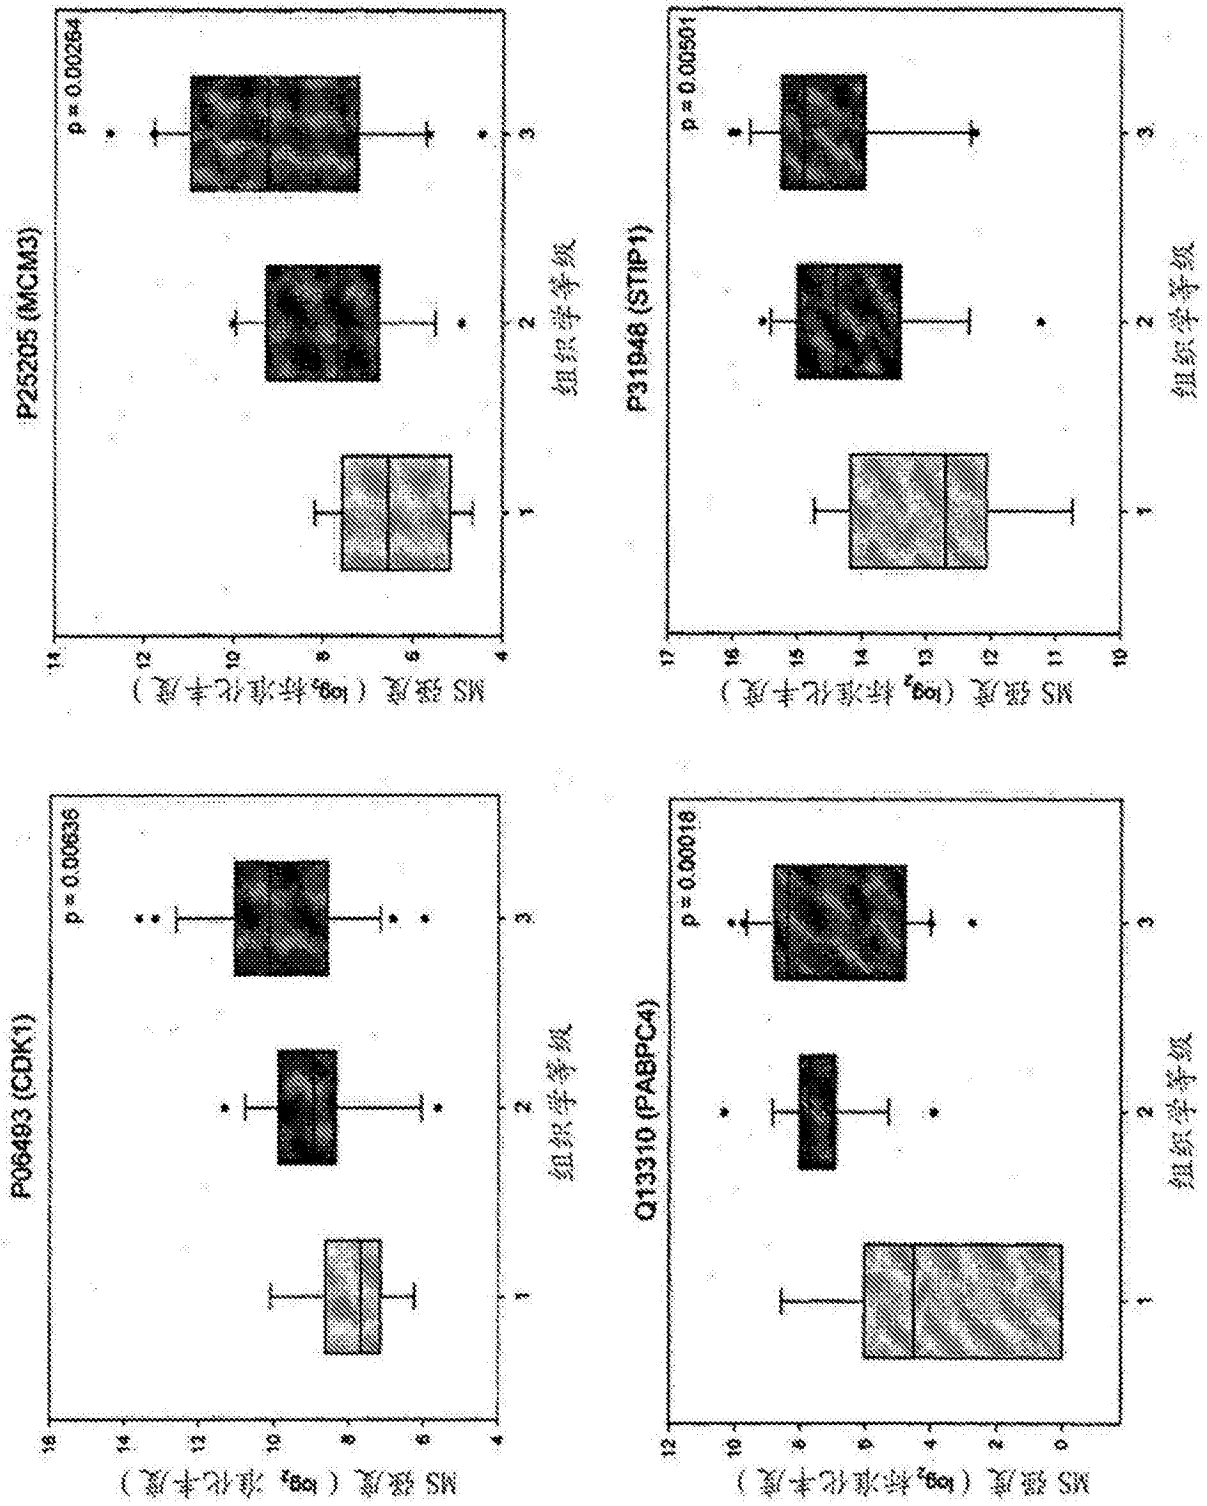 P06493 (CDK1)
p = 0.00636
MS 强度 ( log2 准化丰度 )
16
14
12
10
8
6
4
1
2
3
组织学等级
P25205 (MCM3)
p = 0.00264
MS 强度 ( log2 标准化丰度 )
14
12
10
8
6
4
1
2
3
组织学等级
Q13310 (PABPC4)
p = 0.00018
MS 强度 ( log2 标准化丰度 )
12
10
8
6
4
2
0
1
2
3
组织学等级
P31948 (STIP1)
p = 0.00501
MS 强度 ( log2 标准化丰度 )
17
16
15
14
13
12
11
10
1
2
3
组织学等级